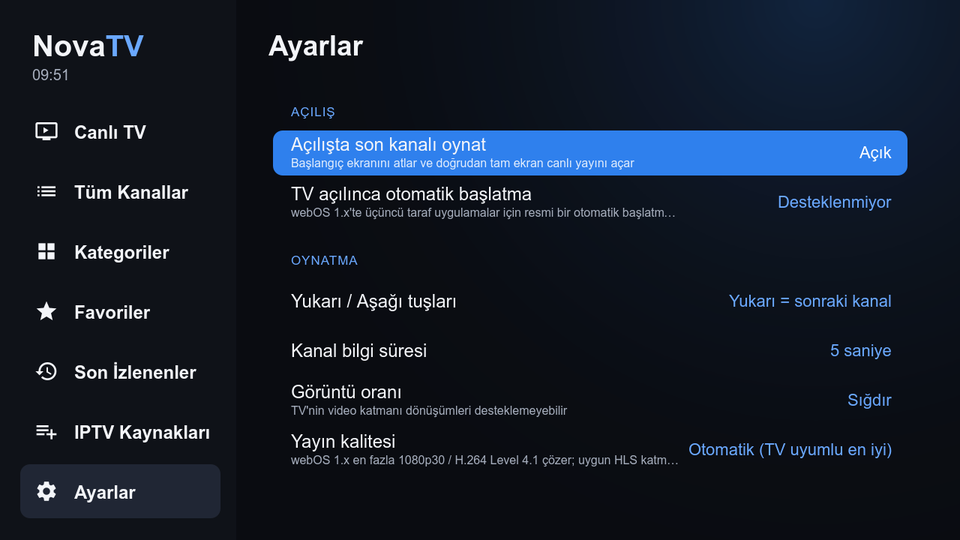 NovaTV
09:51
Canlı TV
Tüm Kanallar
Kategoriler
Favoriler
Son İzlenenler
IPTV Kaynakları
Ayarlar
Ayarlar
AÇILIŞ
Açılışta son kanalı oynat
Başlangıç ekranını atlar ve doğrudan tam ekran canlı yayını açar
Açık
TV açılınca otomatik başlatma
webOS 1.x'te üçüncü taraf uygulamalar için resmi bir otomatik başlatm…
Desteklenmiyor
OYNATMA
Yukarı / Aşağı tuşları
Yukarı = sonraki kanal
Kanal bilgi süresi
5 saniye
Görüntü oranı
TV'nin video katmanı dönüşümleri desteklemeyebilir
Sığdır
Yayın kalitesi
webOS 1.x en fazla 1080p30 / H.264 Level 4.1 çözer; uygun HLS katm…
Otomatik (TV uyumlu en iyi)